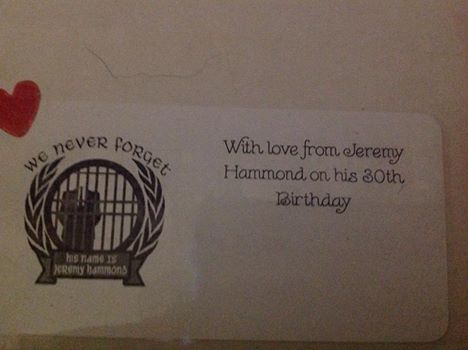 We Never Forget
His name is
Jeremy Hammond
With love from Jeremy
Hammond on his 30th
Birthday